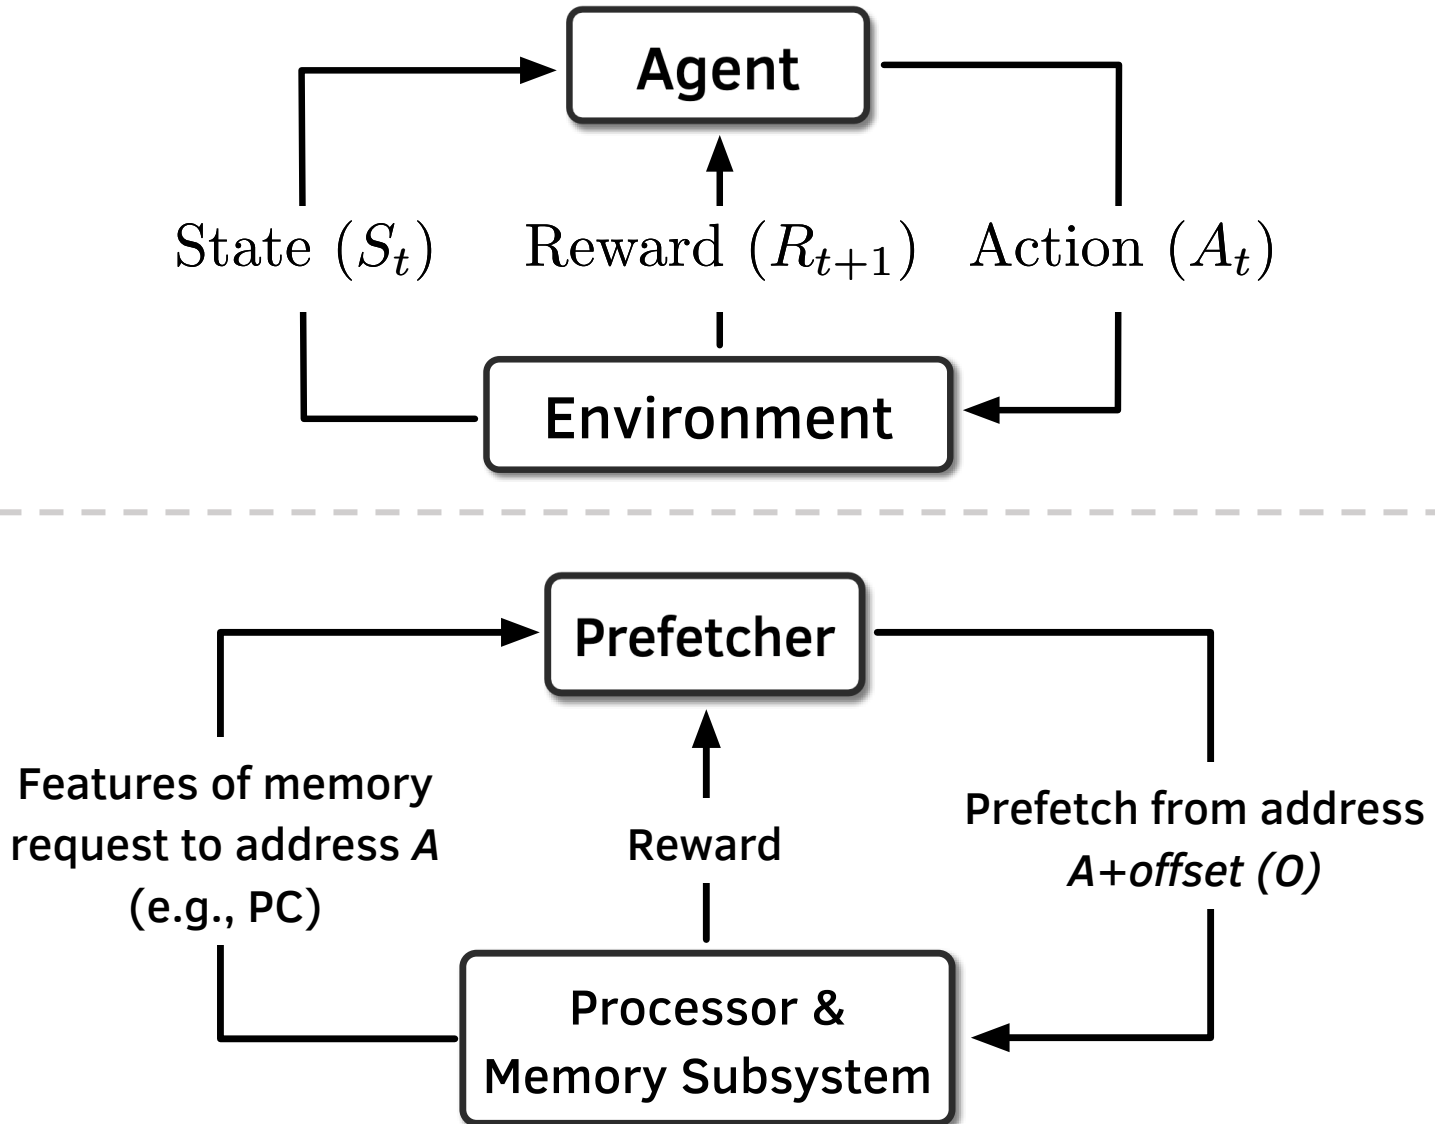 Agent
State (S_t)
Reward (R_{t+1})
Action (A_t)
Environment
Prefetcher
Features of memory
request to address A
(e.g., PC)
Reward
Prefetch from address
A+offset (O)
Processor &
Memory Subsystem